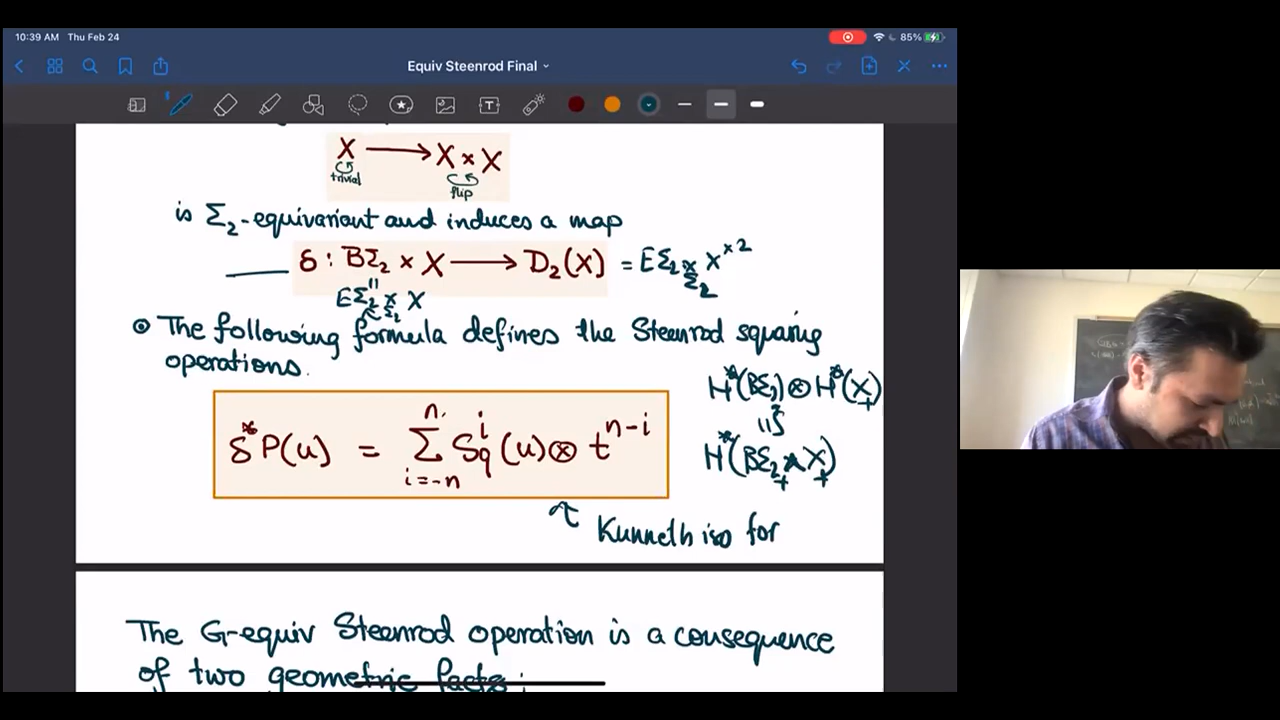 10:39 AM Thu Feb 24
85%
Equiv Steenrod Final
X ⟶ X × X
trivial
flip
is Σ₂-equivariant and induces a map
δ : BΣ₂ × X ⟶ D₂(X) = EΣ₂ ×_Σ₂ X^×2
"
EΣ₂ ×_Σ₂ X
The following formula defines the Steenrod squaring
operations.
H*(BΣ₂) ⊗ H*(X₊)
δ*P(u) = Σ_{i=-n}^{n} Sq^i(u) ⊗ t^{n-i}
H*(BΣ₂₊ ∧ X₊)
Kunneth iso for
The G-equiv Steenrod operation is a consequence
of two geometric facts: